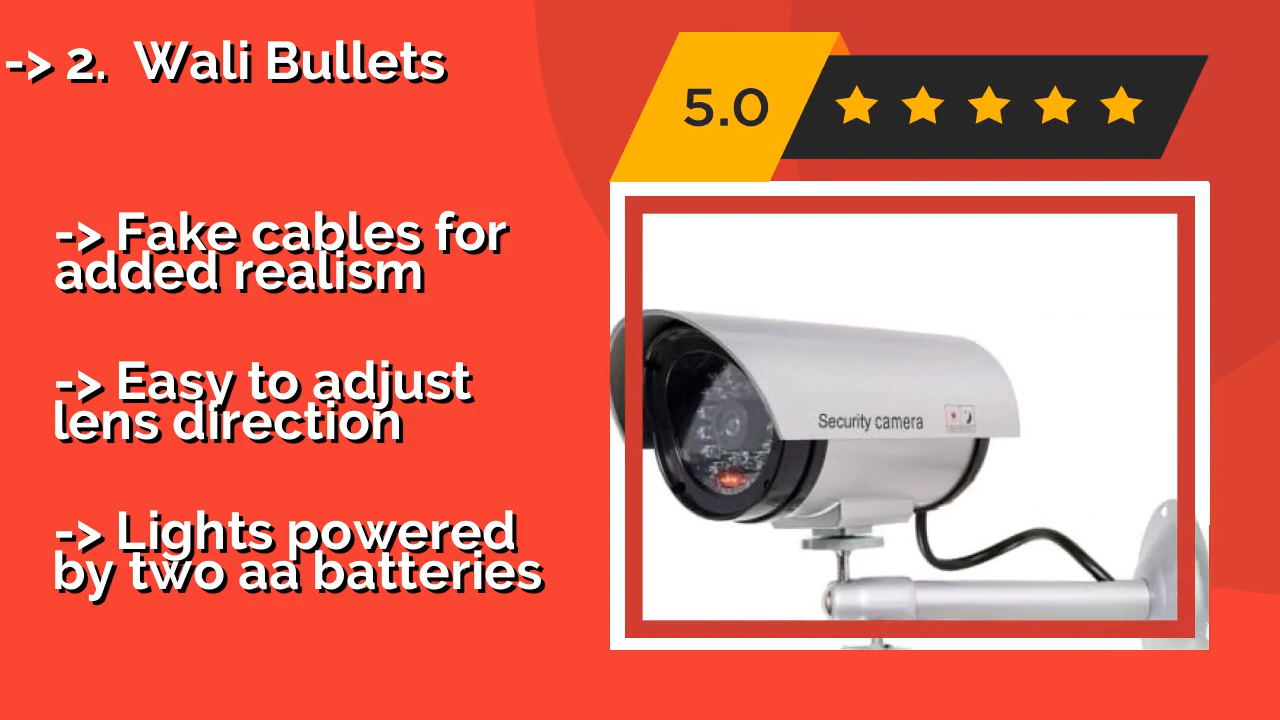 -> 2. Wali Bullets
5.0
-> Fake cables for
added realism
-> Easy to adjust
lens direction
-> Lights powered
by two aa batteries
Security camera